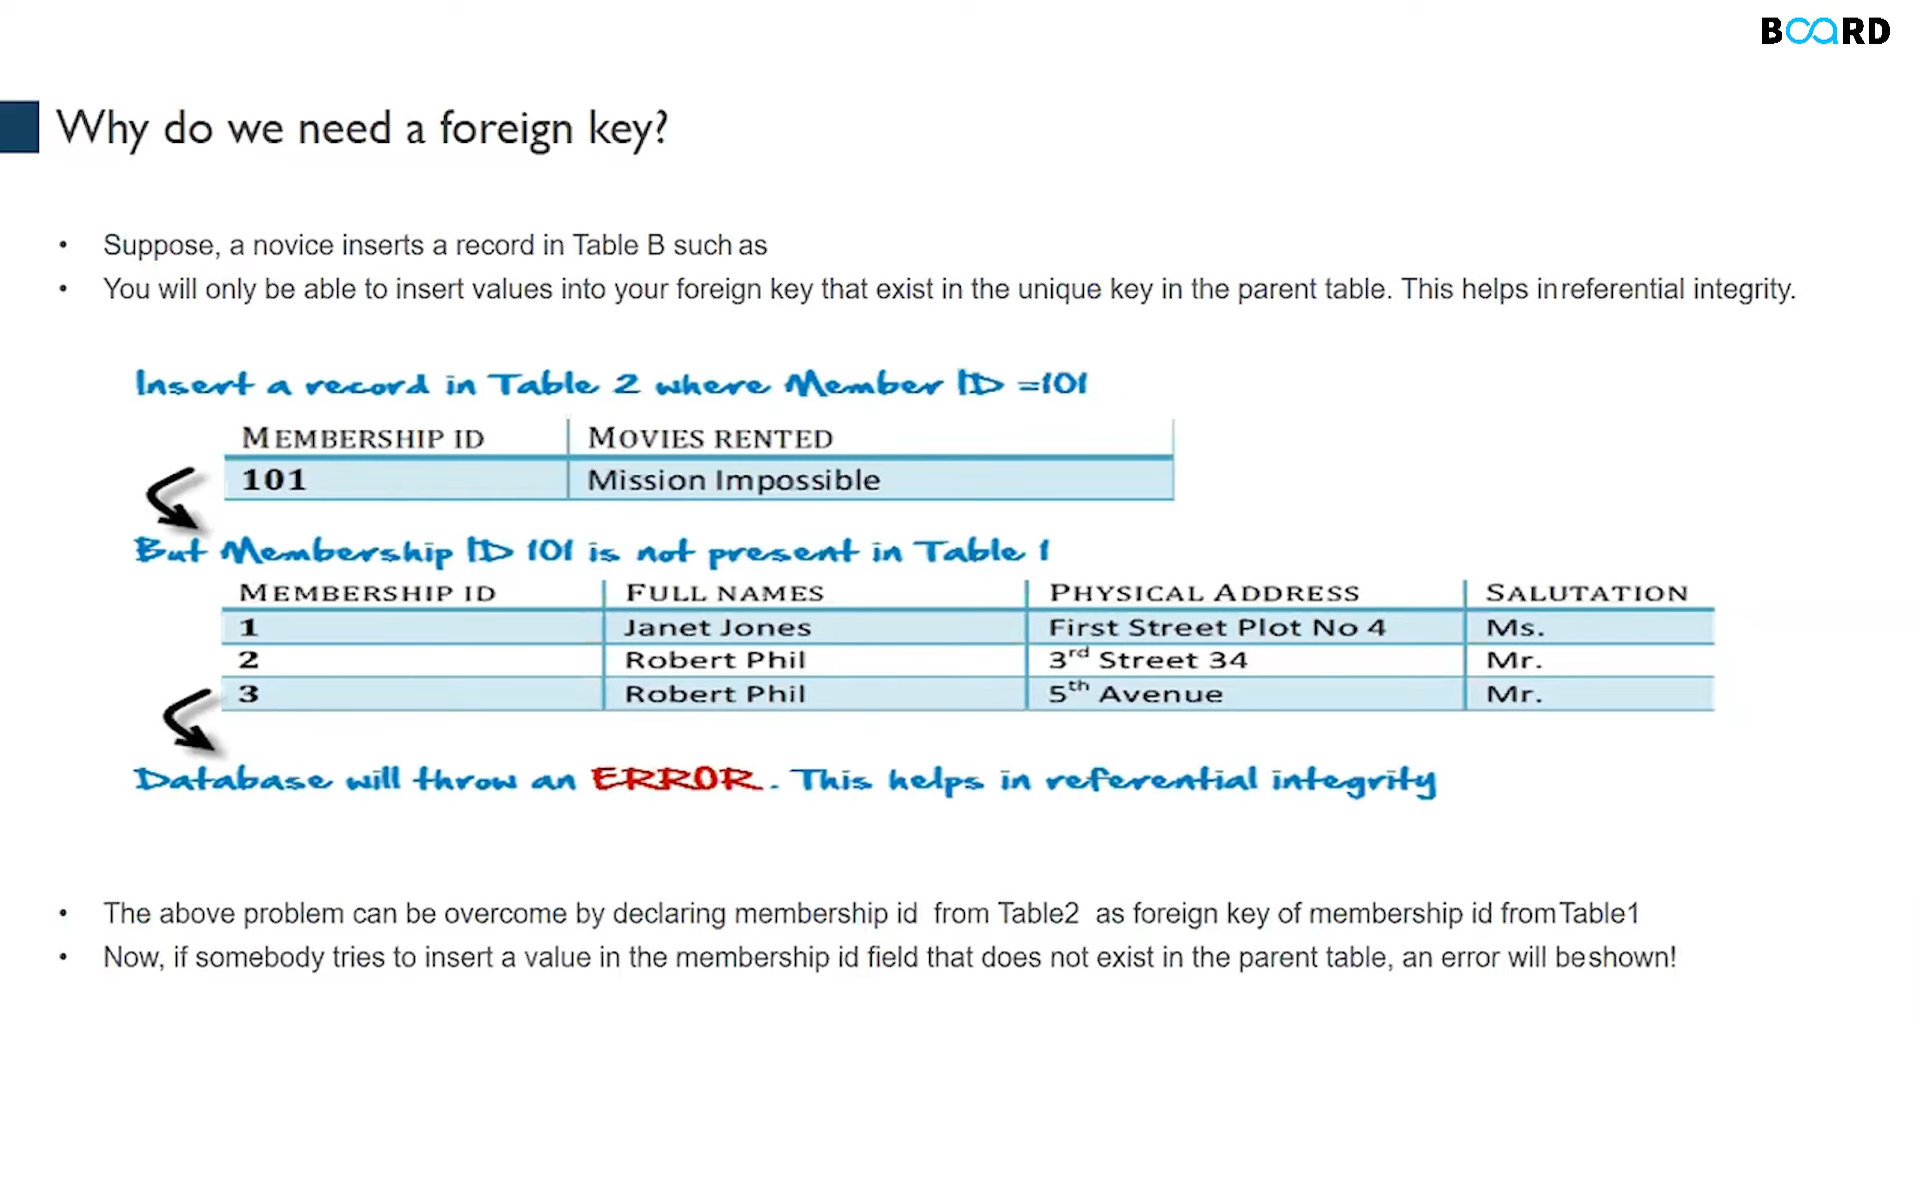 BOARD
Why do we need a foreign key?
• Suppose, a novice inserts a record in Table B such as
• You will only be able to insert values into your foreign key that exist in the unique key in the parent table. This helps in referential integrity.
Insert a record in Table 2 where Member ID =101
MEMBERSHIP ID MOVIES RENTED
101 Mission Impossible
But Membership ID 101 is not present in Table 1
MEMBERSHIP ID FULL NAMES PHYSICAL ADDRESS SALUTATION
1 Janet Jones First Street Plot No 4 Ms.
2 Robert Phil 3rd Street 34 Mr.
3 Robert Phil 5th Avenue Mr.
Database will throw an ERROR. This helps in referential integrity
• The above problem can be overcome by declaring membership id from Table2 as foreign key of membership id from Table1
• Now, if somebody tries to insert a value in the membership id field that does not exist in the parent table, an error will be shown!